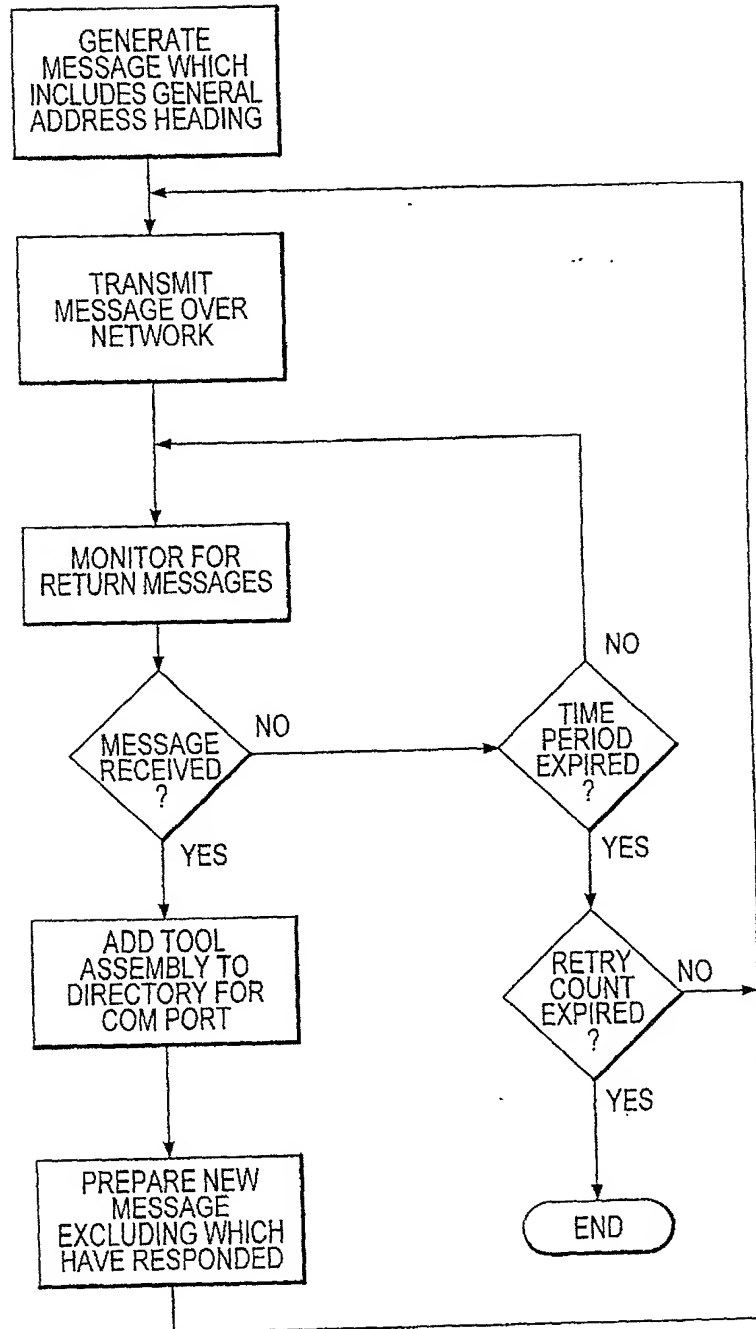 GENERATE
MESSAGE WHICH
INCLUDES GENERAL
ADDRESS HEADING
TRANSMIT
MESSAGE OVER
NETWORK
MONITOR FOR
RETURN MESSAGES
MESSAGE
RECEIVED
?
NO
YES
TIME
PERIOD
EXPIRED
?
NO
YES
ADD TOOL
ASSEMBLY TO
DIRECTORY FOR
COM PORT
RETRY
COUNT
EXPIRED
?
NO
YES
PREPARE NEW
MESSAGE
EXCLUDING WHICH
HAVE RESPONDED
END